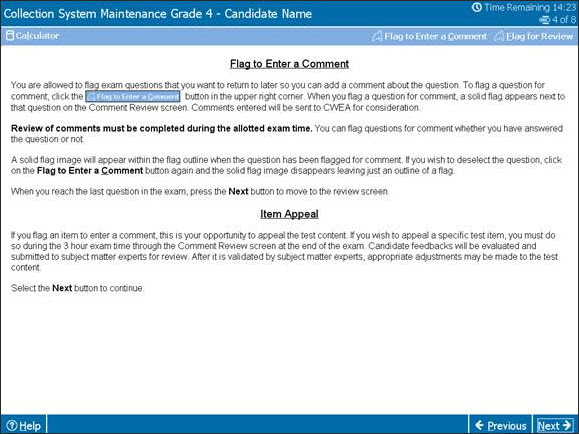 Collection System Maintenance Grade 4 - Candidate Name
Time Remaining 14:23
4 of 8
Calculator
Flag to Enter a Comment
Flag for Review
Flag to Enter a Comment
You are allowed to flag exam questions that you want to return to later so you can add a comment about the question. To flag a question for
comment, click the Flag to Enter a Comment button in the upper right corner. When you flag a question for comment, a solid flag appears next to
that question on the Comment Review screen. Comments entered will be sent to CWEA for consideration.
Review of comments must be completed during the allotted exam time. You can flag questions for comment whether you have answered
the question or not.
A solid flag image will appear within the flag outline when the question has been flagged for comment. If you wish to deselect the question, click
on the Flag to Enter a Comment button again and the solid flag image disappears leaving just an outline of a flag.
When you reach the last question in the exam, press the Next button to move to the review screen.
Item Appeal
If you flag an item to enter a comment, this is your opportunity to appeal the test content. If you wish to appeal a specific test item, you must do
so during the 3 hour exam time through the Comment Review screen at the end of the exam. Candidate feedbacks will be evaluated and
submitted to subject matter experts for review. After it is validated by subject matter experts, appropriate adjustments may be made to the test
content.
Select the Next button to continue.
Help
Previous
Next